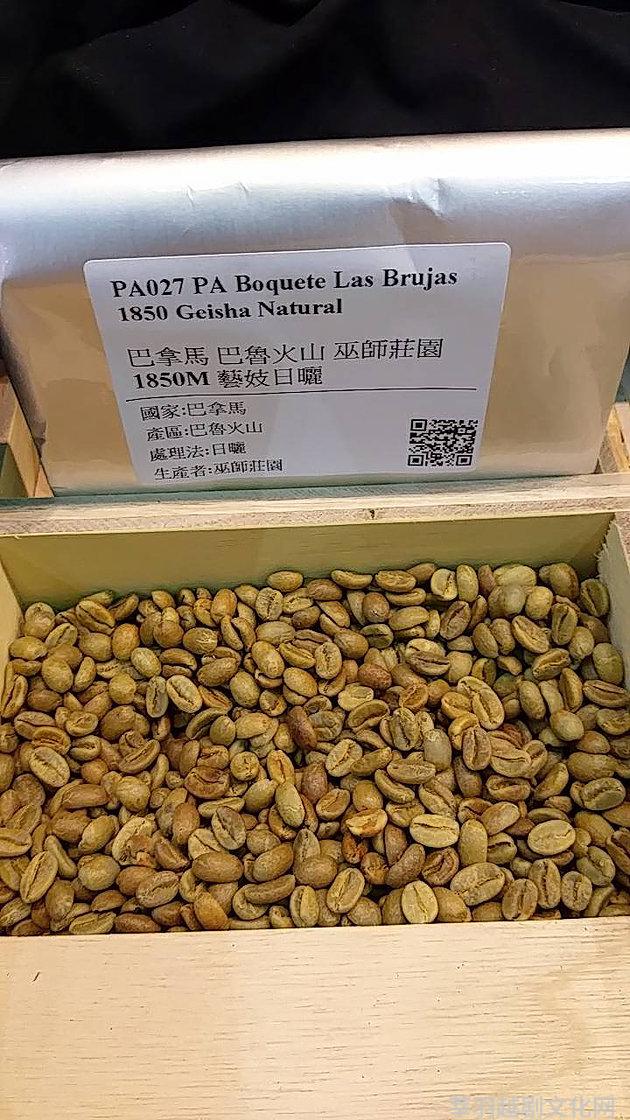 PA027 PA Boquete Las Brujas
1850 Geisha Natural
巴拿馬 巴魯火山 巫師莊園
1850M 藝妓日曬
國家:巴拿馬
產區:巴魯火山
處理法:日曬
生產者:巫師莊園